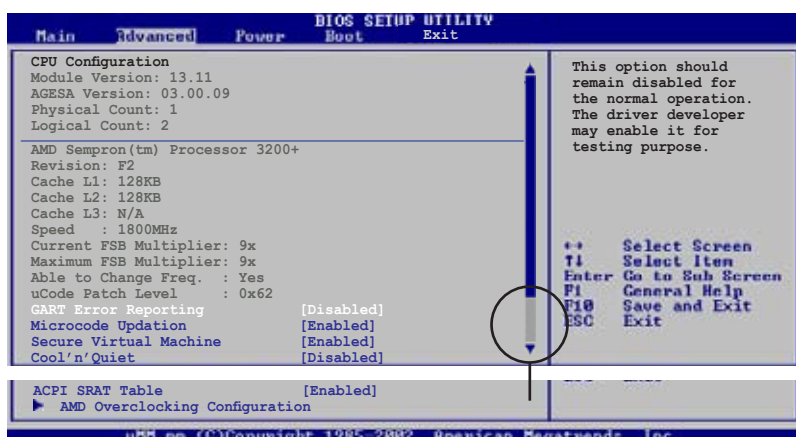 BIOS SETUP UTILITY
Main Advanced Power Boot Exit
CPU Configuration
Module Version: 13.11
AGESA Version: 03.00.09
Physical Count: 1
Logical Count: 2
AMD Sempron(tm) Processor 3200+
Revision: F2
Cache L1: 128KB
Cache L2: 128KB
Cache L3: N/A
Speed : 1800MHz
Current FSB Multiplier: 9x
Maximum FSB Multiplier: 9x
Able to Change Freq. : Yes
uCode Patch Level : 0x62
GART Error Reporting [Disabled]
Microcode Updation [Enabled]
Secure Virtual Machine [Enabled]
Cool'n'Quiet [Disabled]
ACPI SRAT Table [Enabled]
AMD Overclocking Configuration
This option should
remain disabled for
the normal operation.
The driver developer
may enable it for
testing purpose.
↔ Select Screen
↑↓ Select Item
Enter Go to Sub Screen
F1 General Help
F10 Save and Exit
ESC Exit
(C)Copyright 1985-2002 American Megatrends Inc